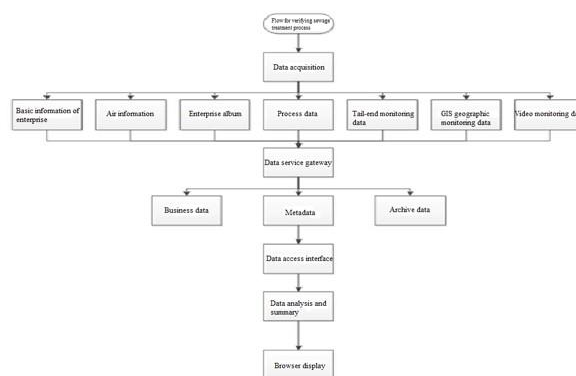 Flow for verifying sewage
treatment process
Data acquisition
Basic information of
enterprise
Air information
Enterprise album
Process data
Tail-end monitoring
data
GIS geographic
monitoring data
Video monitoring
Data service gateway
Business data
Metadata
Archive data
Data access interface
Data analysis and
summary
Browser display